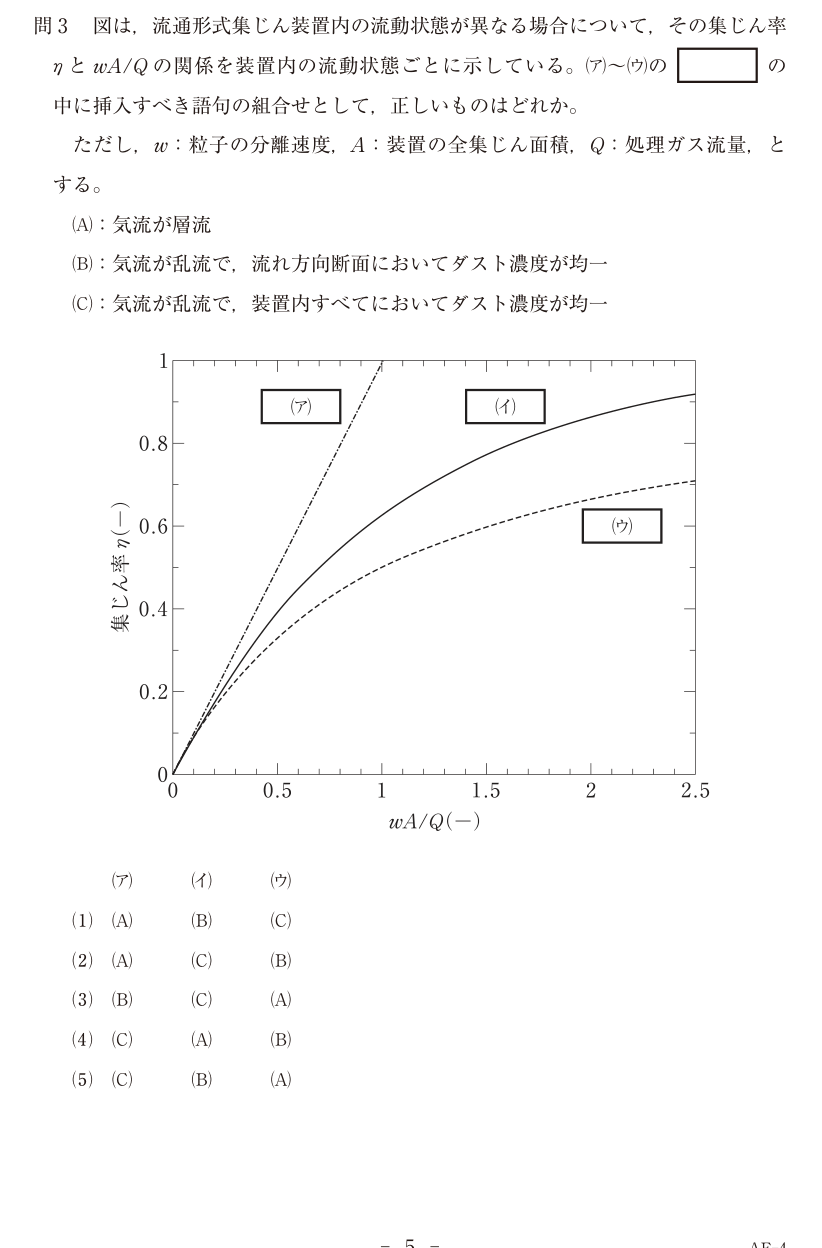 問3　図は，流通形式集じん装置内の流動状態が異なる場合について，その集じん率
η と wA/Q の関係を装置内の流動状態ごとに示している。㋐～㋒の　の
中に挿入すべき語句の組合せとして，正しいものはどれか。
ただし，w：粒子の分離速度，A：装置の全集じん面積，Q：処理ガス流量，と
する。
(A)：気流が層流
(B)：気流が乱流で，流れ方向断面においてダスト濃度が均一
(C)：気流が乱流で，装置内すべてにおいてダスト濃度が均一
1
(ア)
(イ)
0.8
0.6
(ウ)
集じん率 η(—)
0.4
0.2
0
0 0.5 1 1.5 2 2.5
wA/Q(—)
(ア) (イ) (ウ)
(1) (A) (B) (C)
(2) (A) (C) (B)
(3) (B) (C) (A)
(4) (C) (A) (B)
(5) (C) (B) (A)
- 5 -